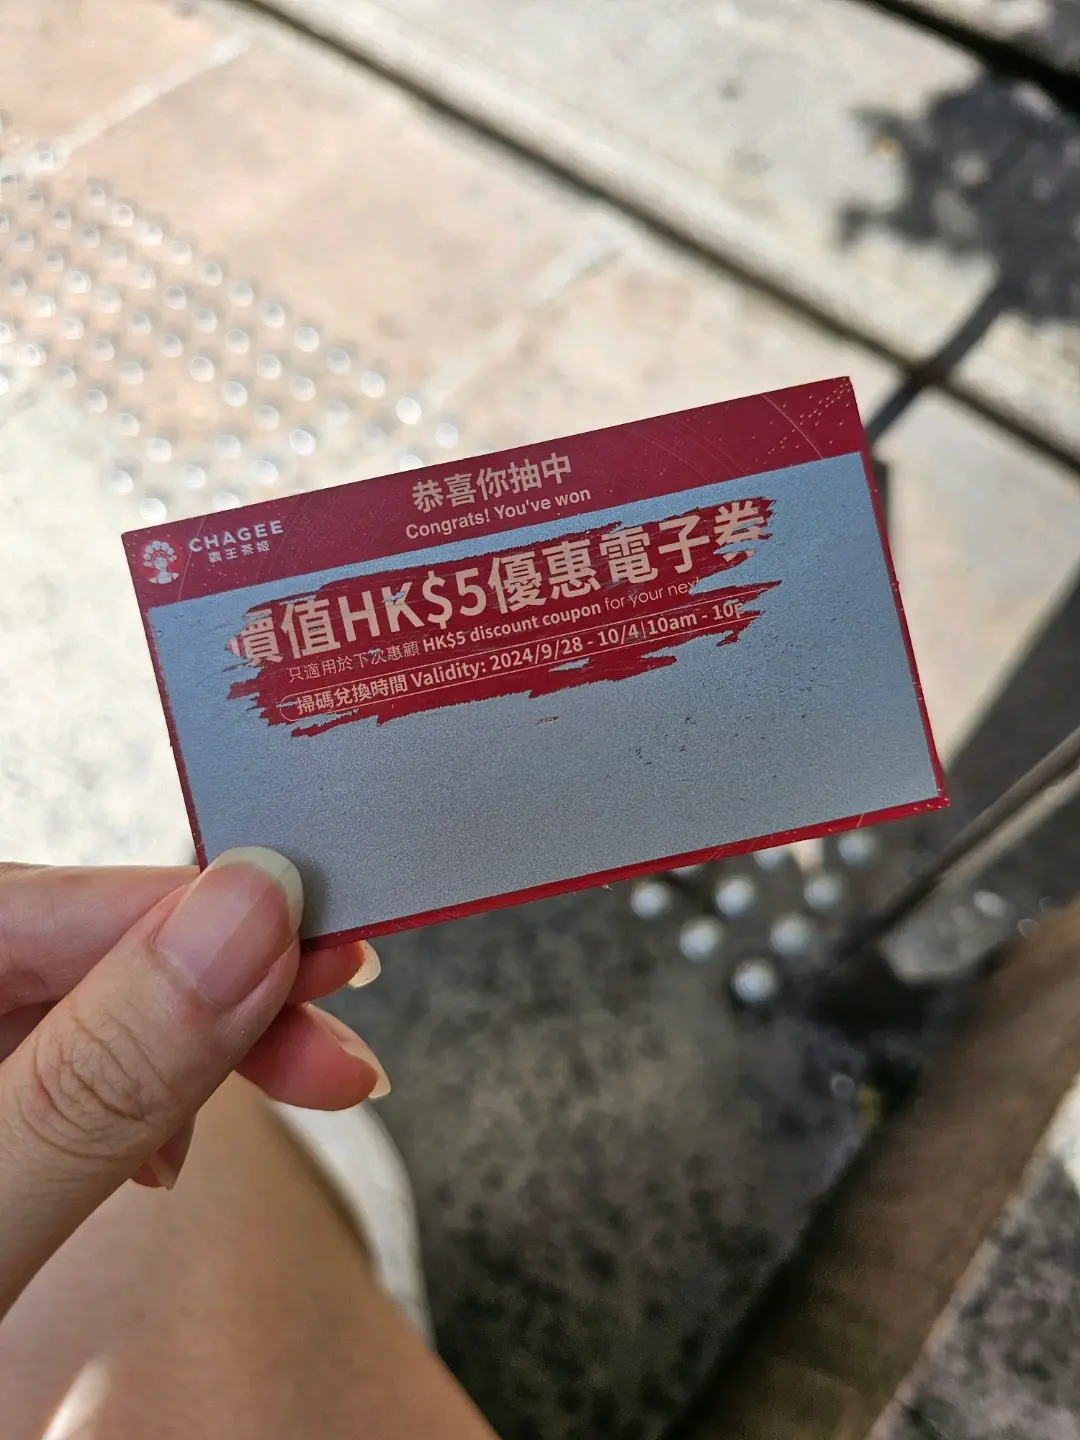 CHAGEE
霸王茶姬
恭喜你抽中
Congrats! You've won
價值HK$5優惠電子券
只適用於下次惠顧 HK$5 discount coupon for your next
掃碼兌換時間 Validity: 2024/9/28 - 10/4|10am - 10p